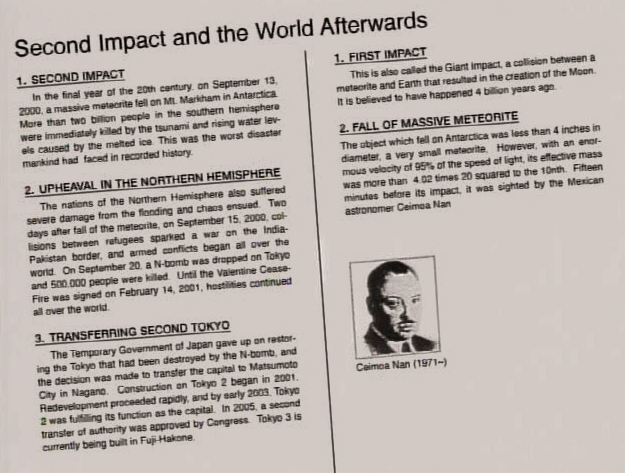 Second Impact and the World Afterwards
1. SECOND IMPACT
In the final year of the 20th century, on September 13,
2000, a massive meteorite fell on Mt. Markham in Antarctica.
More than two billion people in the southern hemisphere
were immediately killed by the tsunami and rising water lev-
els caused by the melted ice. This was the worst disaster
mankind had faced in recorded history.
2. UPHEAVAL IN THE NORTHERN HEMISPHERE
The nations of the Northern Hemisphere also suffered
severe damage from the flooding and chaos ensued. Two
days after fall of the meteorite, on September 15, 2000, col-
lisions between refugees sparked a war on the India-
Pakistan border, and armed conflicts began all over the
world. On September 20, a N-bomb was dropped on Tokyo
and 500,000 people were killed. Until the Valentine Cease-
Fire was signed on February 14, 2001, hostilities continued
all over the world.
3. TRANSFERRING SECOND TOKYO
The Temporary Government of Japan gave up on restor-
ing the Tokyo that had been destroyed by the N-bomb, and
the decision was made to transfer the capital to Matsumoto
City in Nagano. Construction on Tokyo 2 began in 2001.
Redevelopment proceeded rapidly, and by early 2003, Tokyo
2 was fulfilling its function as the capital. In 2005, a second
transfer of authority was approved by Congress. Tokyo 3 is
currently being built in Fuji-Hakone.
1. FIRST IMPACT
This is also called the Giant Impact, a collision between a
meteorite and Earth that resulted in the creation of the Moon.
It is believed to have happened 4 billion years ago.
2. FALL OF MASSIVE METEORITE
The object which fell on Antarctica was less than 4 inches in
diameter, a very small meteorite. However, with an enor-
mous velocity of 95% of the speed of light, its effective mass
was more than 4.02 times 20 squared to the 10nth. Fifteen
minutes before its impact, it was sighted by the Mexican
astronomer Ceimoa Nan
Ceimoa Nan (1971~)